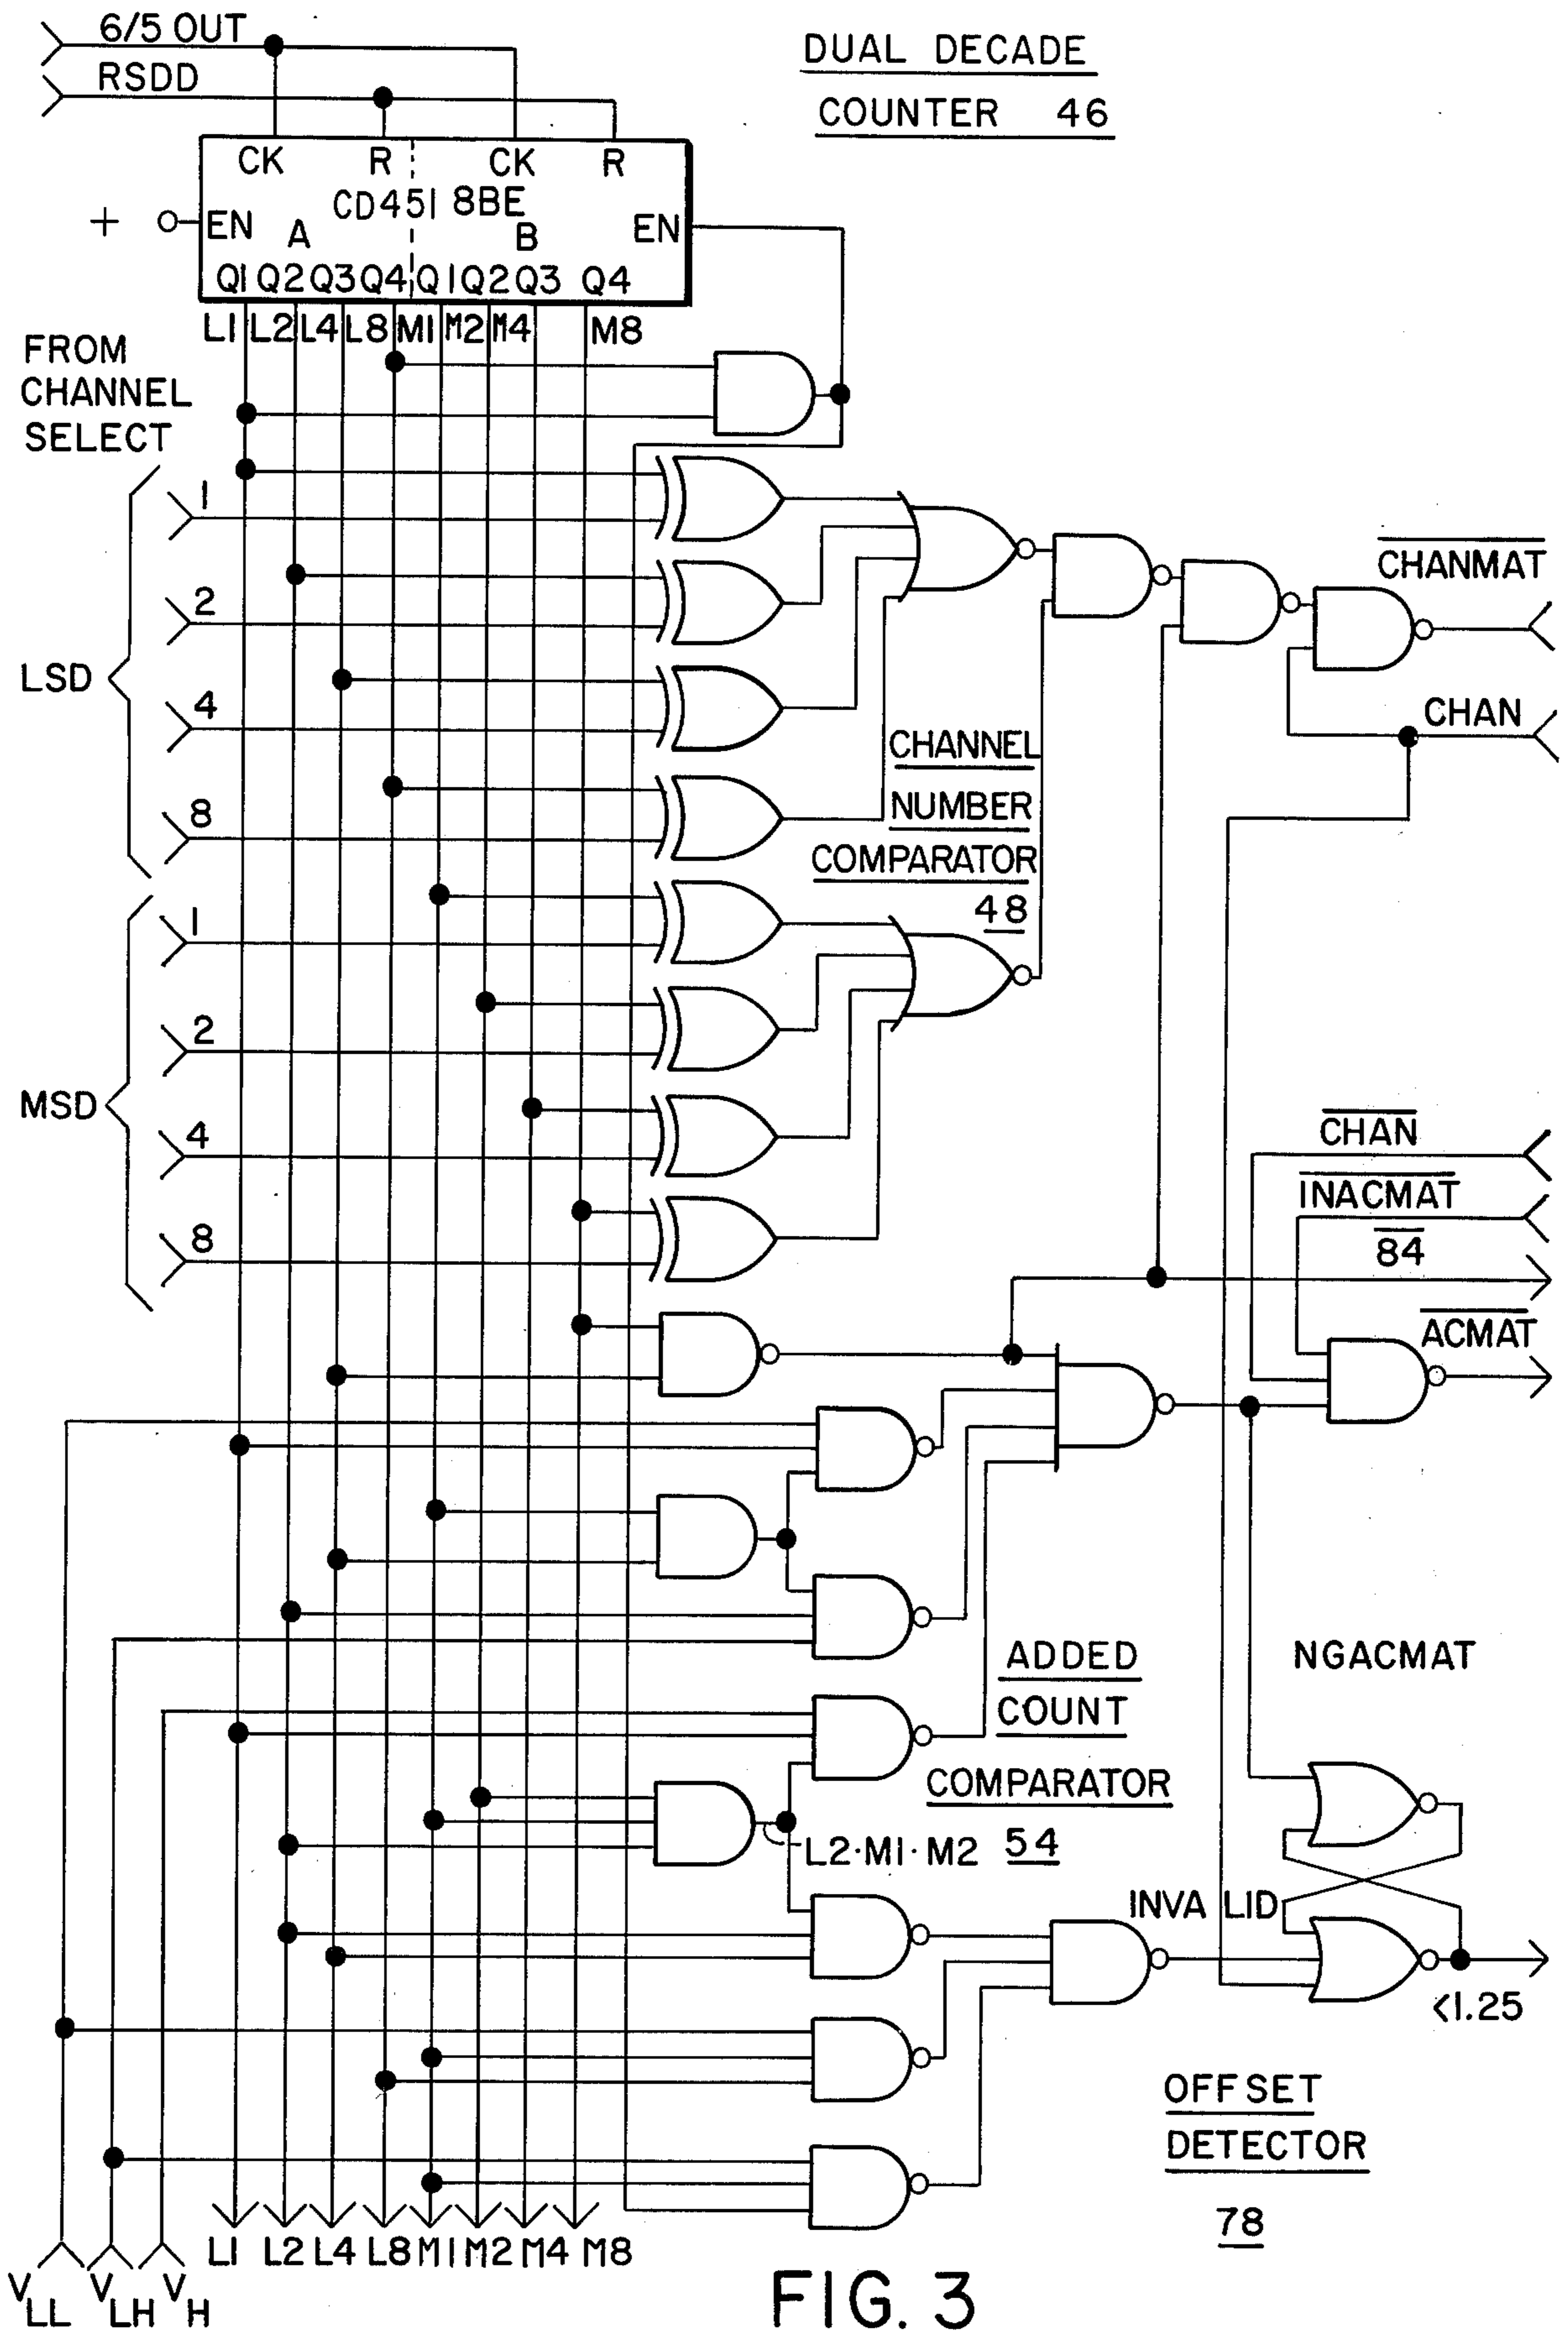 6/5 OUT
DUAL DECADE
COUNTER 46
RSDD
CK R CK R
CD4518BE
+ EN A B EN
Q1 Q2 Q3 Q4 Q1 Q2 Q3 Q4
L1 L2 L4 L8 M1 M2 M4 M8
FROM
CHANNEL
SELECT
1
2
LSD
4
8
CHANMAT
CHAN
CHANNEL
NUMBER
COMPARATOR
48
1
2
MSD
4
8
CHAN
INACMAT
84
ACMAT
ADDED
COUNT
COMPARATOR
54
NGACMAT
L2·M1·M2
INVALID
<1.25
OFFSET
DETECTOR
78
L1 L2 L4 L8 M1 M2 M4 M8
VLL VLH VH
FIG. 3